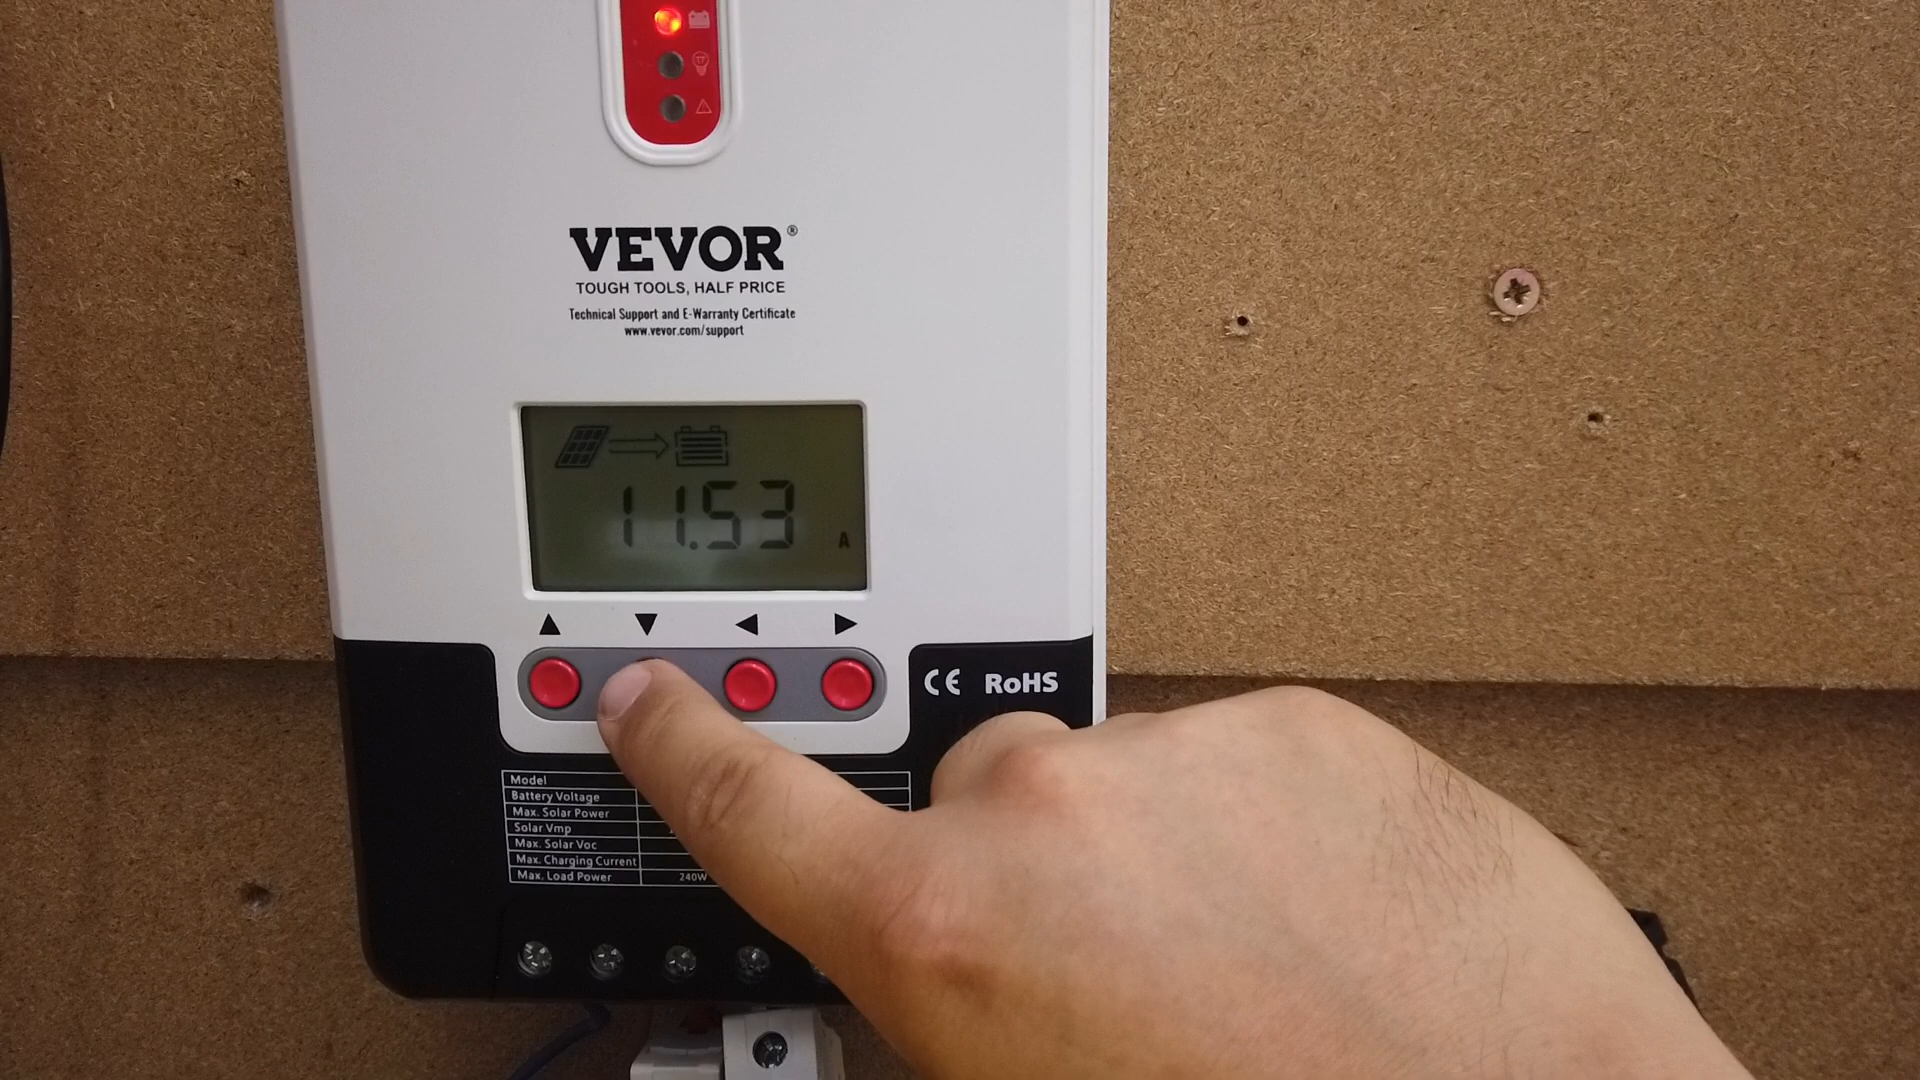 VEVOR®
TOUGH TOOLS, HALF PRICE
Technical Support and E-Warranty Certificate
www.vevor.com/support
11.53 A
▲ ▼ ◀ ▶
CE RoHS
Model
Battery Voltage
Max. Solar Power
Solar Vmp
Max. Solar Voc
Max. Charging Current
Max. Load Power 240W